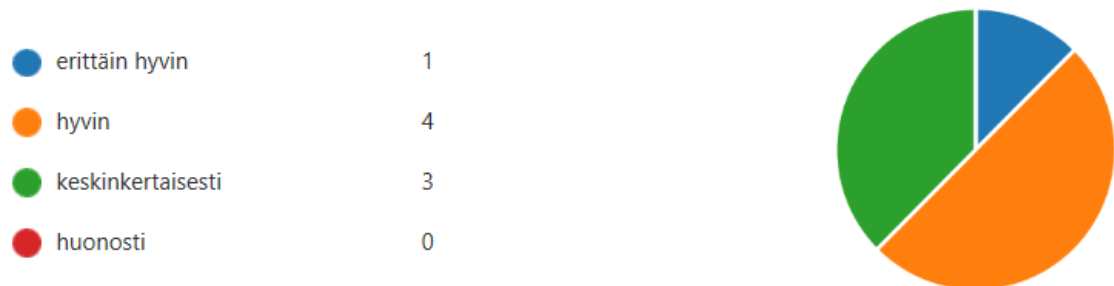 erittäin hyvin 1
hyvin 4
keskinkertaisesti 3
huonosti 0